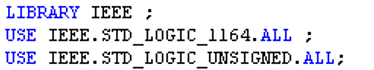 LIBRARY IEEE ;
USE IEEE.STD_LOGIC_1164.ALL ;
USE IEEE.STD_LOGIC_UNSIGNED.ALL;